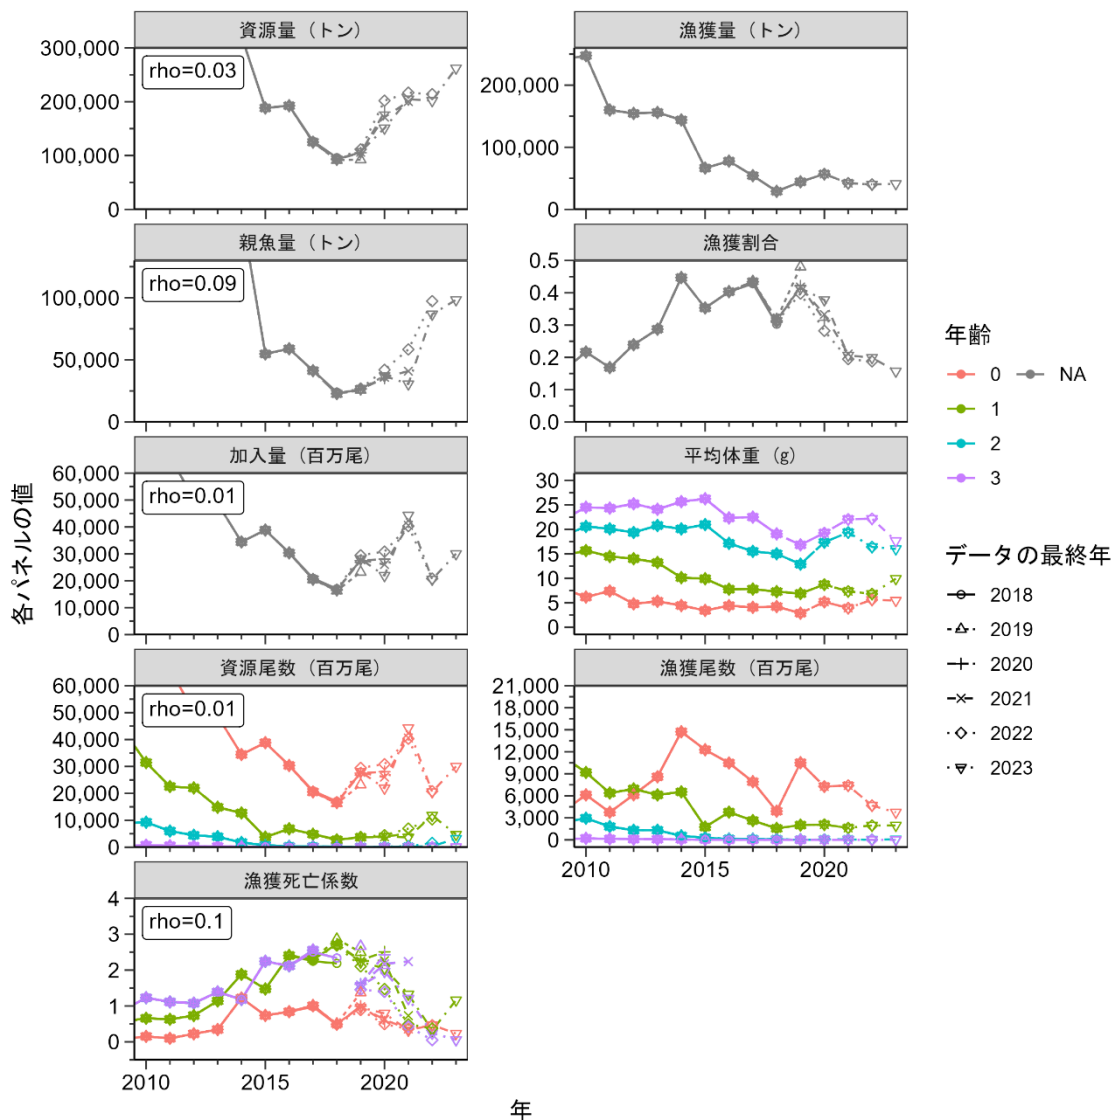 資源量（トン）
300,000
200,000
100,000
0
rho=0.03
漁獲量（トン）
200,000
100,000
0
親魚量（トン）
100,000
50,000
0
rho=0.09
漁獲割合
0.5
0.4
0.3
0.2
0.1
0.0
加入量（百万尾）
60,000
50,000
40,000
30,000
20,000
10,000
0
rho=0.01
平均体重（g）
30
25
20
15
10
5
0
資源尾数（百万尾）
60,000
50,000
40,000
30,000
20,000
10,000
0
rho=0.01
漁獲尾数（百万尾）
21,000
18,000
15,000
12,000
9,000
6,000
3,000
0
2010 2015 2020
漁獲死亡係数
4
3
2
1
0
rho=0.1
2010 2015 2020
年
各パネルの値
年齢
0 NA
1
2
3
データの最終年
2018
2019
2020
2021
2022
2023